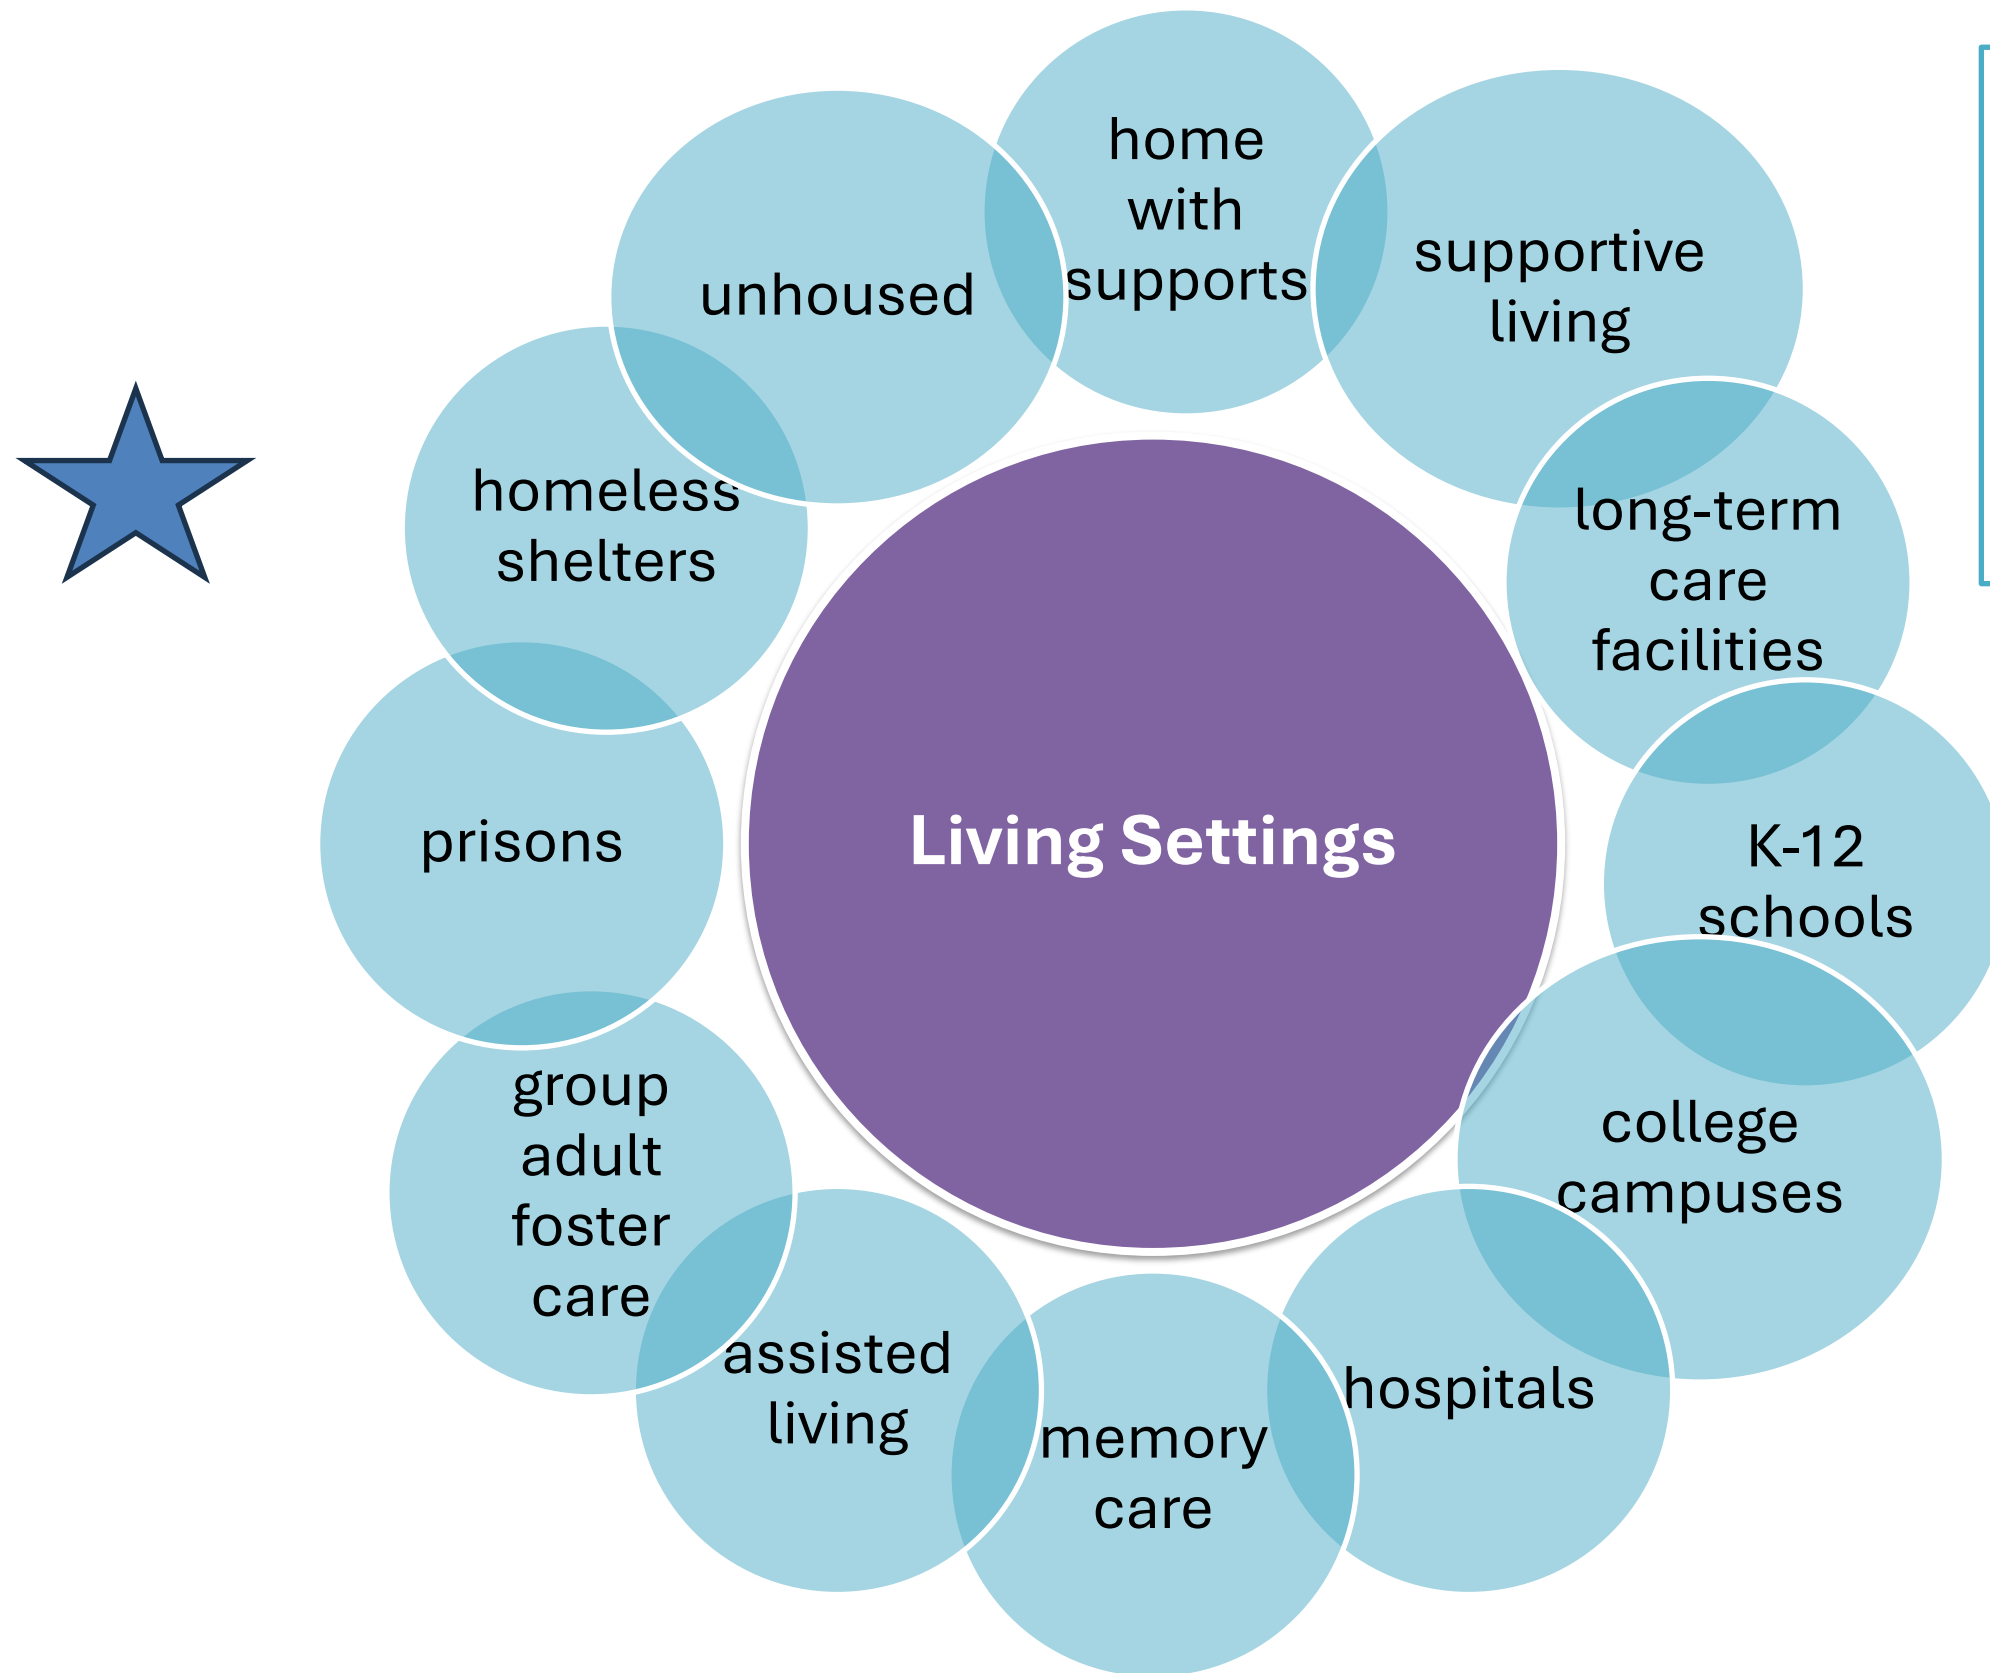 home
with
supports
supportive
living
long-term
care
facilities
K-12
schools
college
campuses
hospitals
memory
care
assisted
living
group
adult
foster
care
prisons
homeless
shelters
unhoused
Living Settings